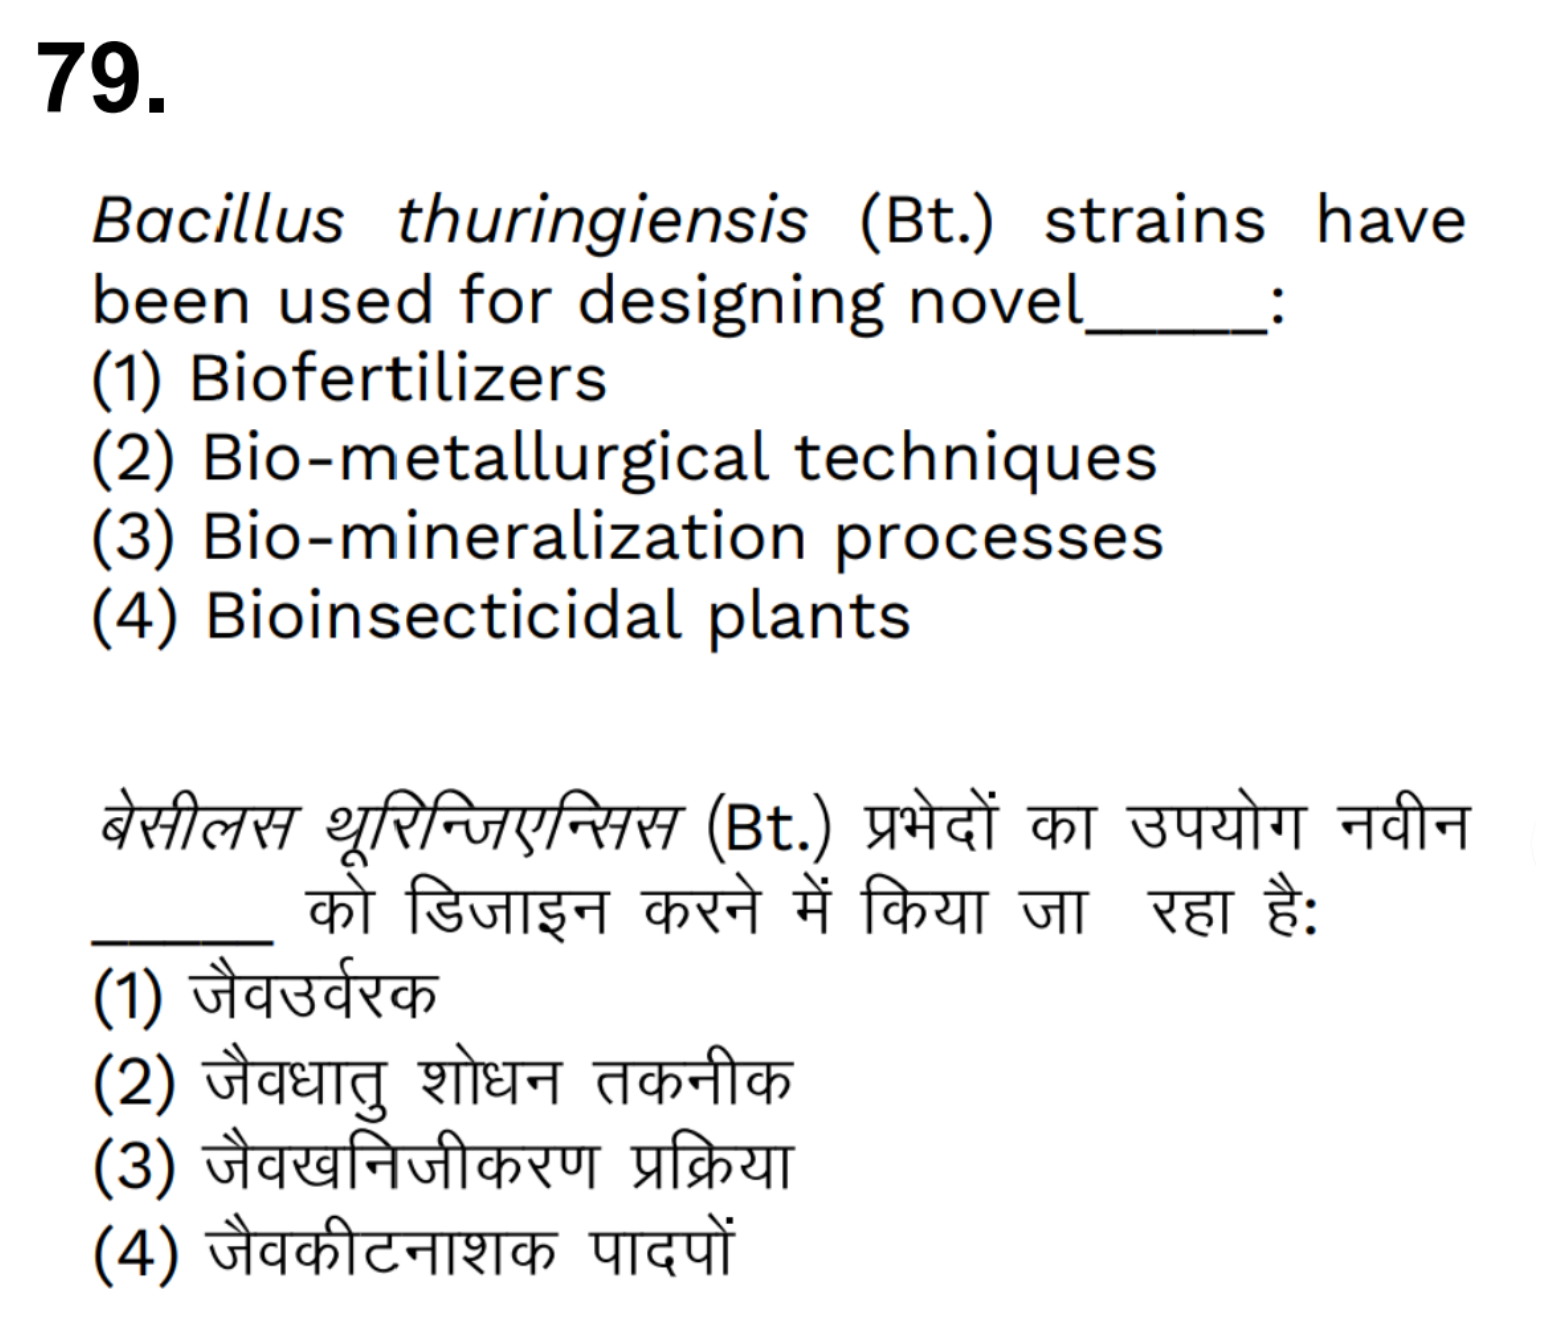 79.
Bacillus thuringiensis (Bt.) strains have
been used for designing novel_____:
(1) Biofertilizers
(2) Bio-metallurgical techniques
(3) Bio-mineralization processes
(4) Bioinsecticidal plants
बेसीलस थूरिन्जिएन्सिस (Bt.) प्रभेदों का उपयोग नवीन
_____ को डिजाइन करने में किया जा रहा है:
(1) जैवउर्वरक
(2) जैवधातु शोधन तकनीक
(3) जैवखनिजीकरण प्रक्रिया
(4) जैवकीटनाशक पादपों